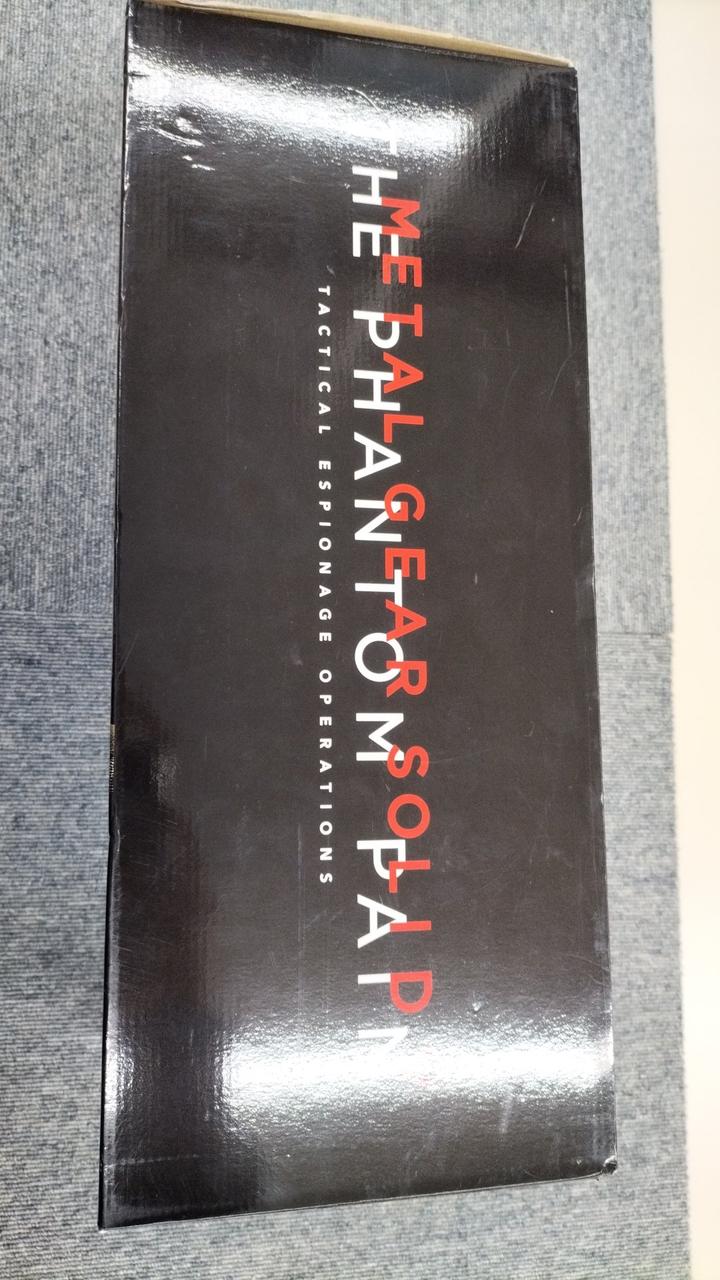 METAL GEAR SOLID
THE PHANTOM PAIN
TACTICAL ESPIONAGE OPERATIONS